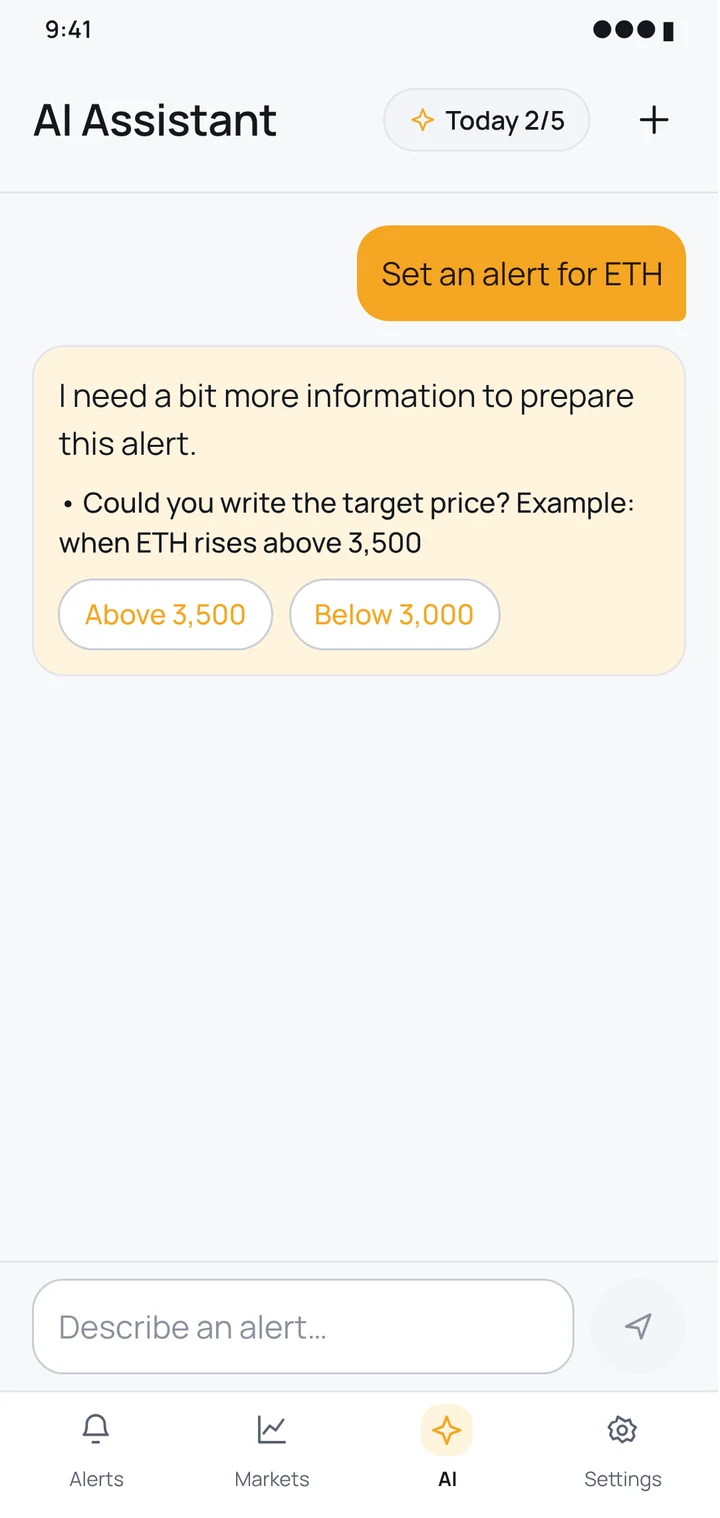 9:41
AI Assistant
Today 2/5
Set an alert for ETH
I need a bit more information to prepare
this alert.
• Could you write the target price? Example:
when ETH rises above 3,500
Above 3,500
Below 3,000
Describe an alert...
Alerts
Markets
AI
Settings